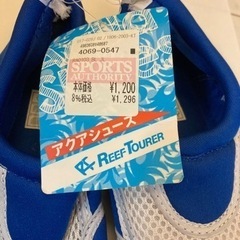 4069-0547
SPORTS
AUTHORITY
本体価格 ¥1,200
8%税込 ¥1,296
アクアシューズ
REEF TOURER